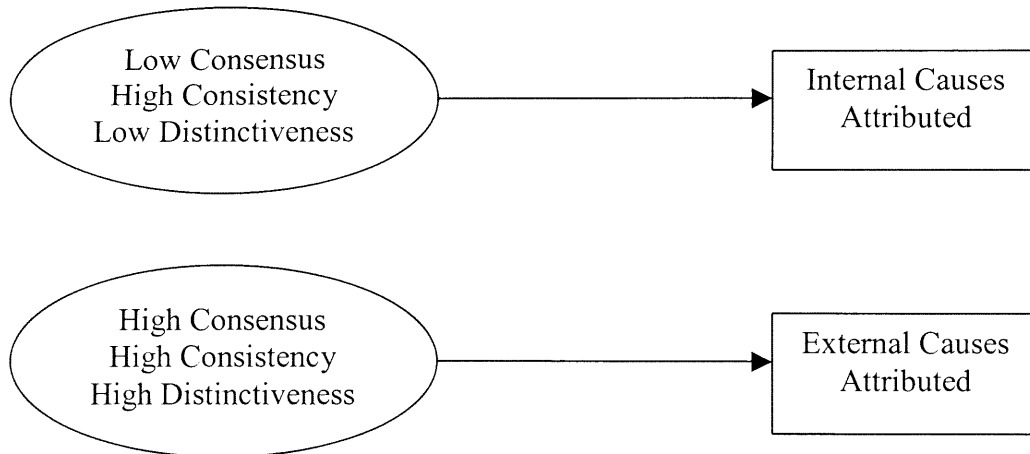 Low Consensus
High Consistency
Low Distinctiveness
Internal Causes
Attributed
High Consensus
High Consistency
High Distinctiveness
External Causes
Attributed